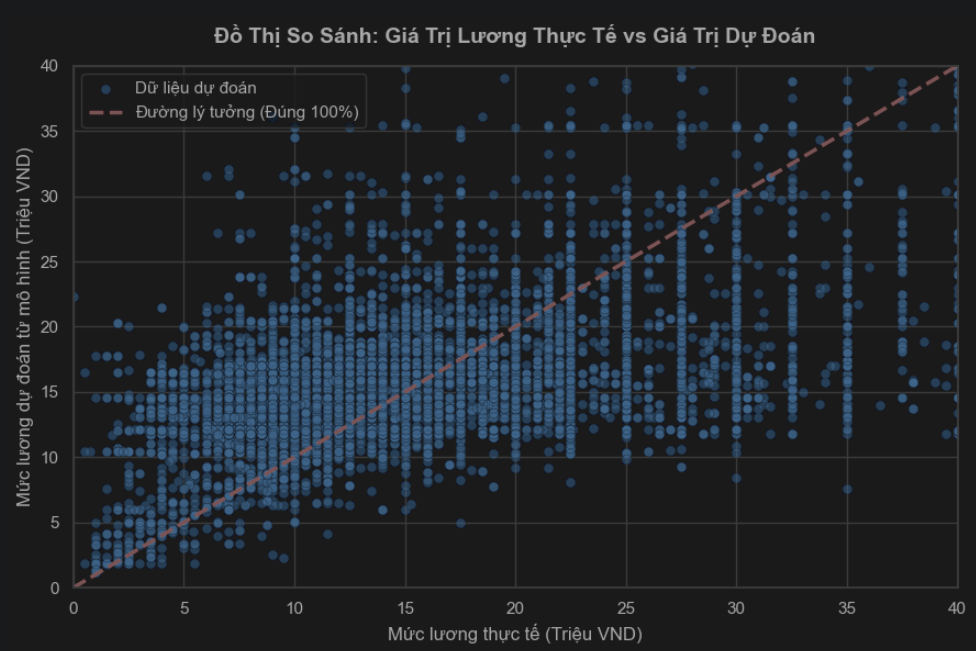 Đồ Thị So Sánh: Giá Trị Lương Thực Tế vs Giá Trị Dự Đoán
Dữ liệu dự đoán
Đường lý tưởng (Đúng 100%)
Mức lương dự đoán từ mô hình (Triệu VND)
40
35
30
25
20
15
10
5
0
0 5 10 15 20 25 30 35 40
Mức lương thực tế (Triệu VND)